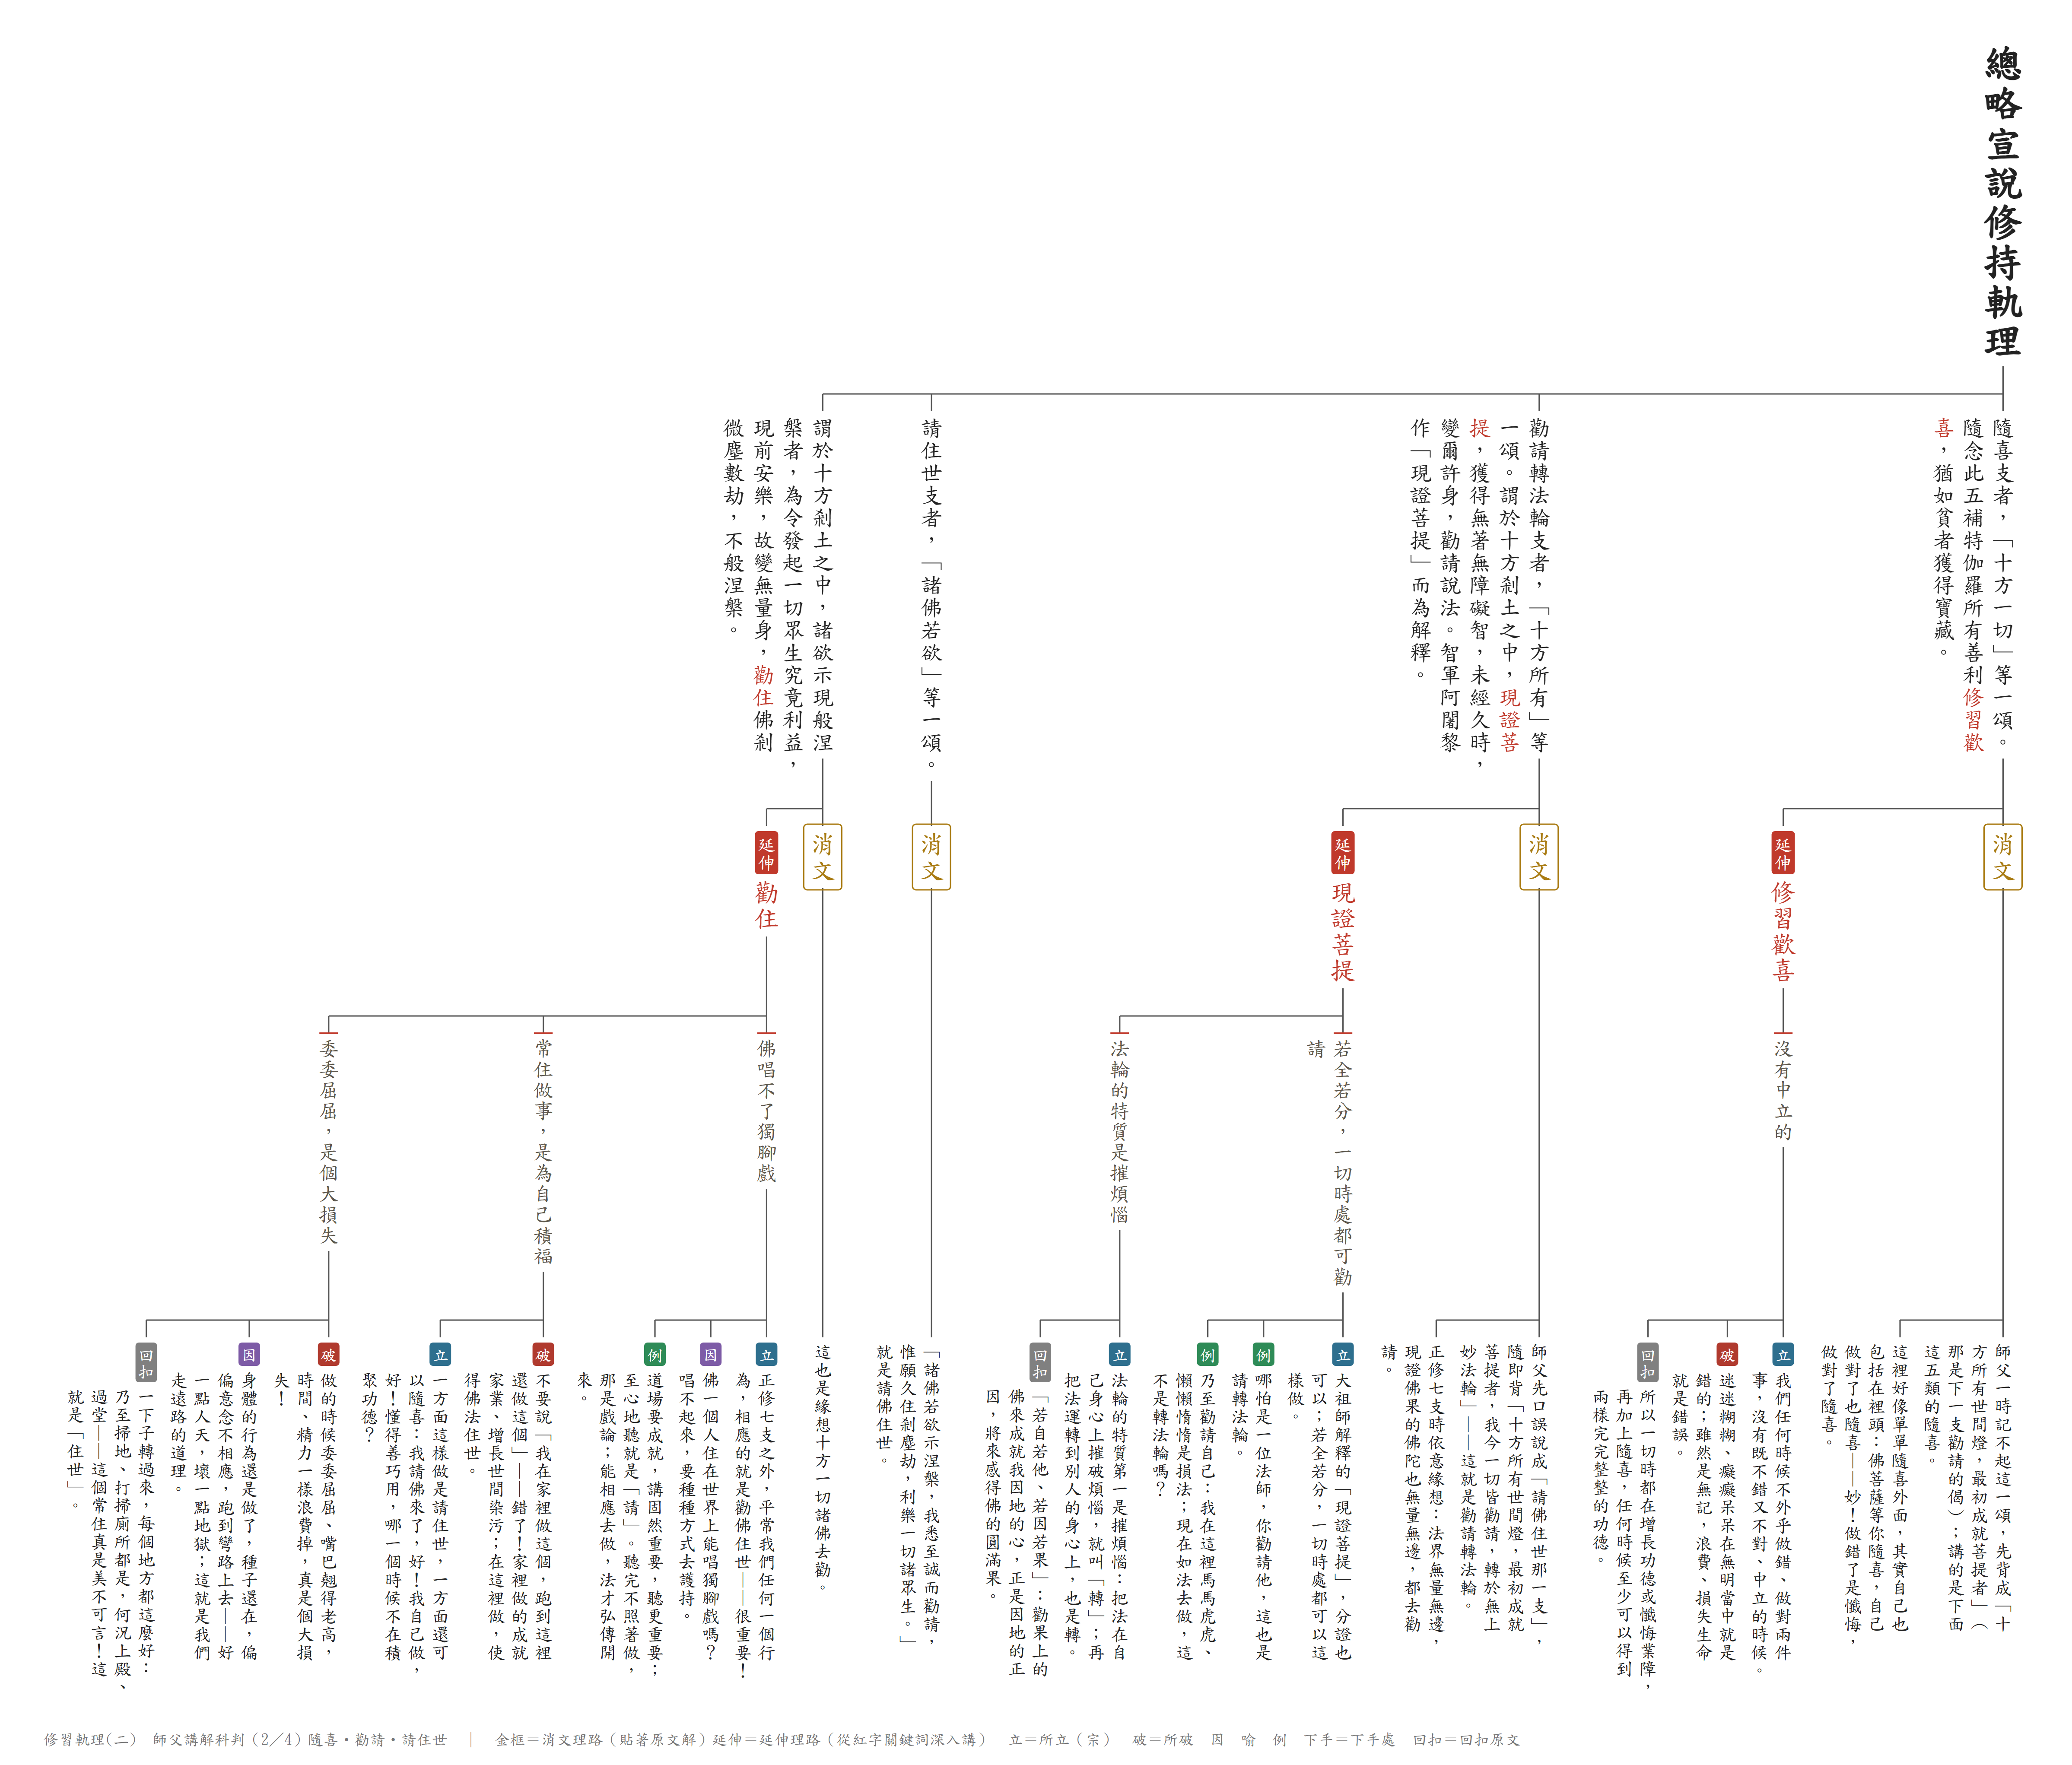 總略宣說修持軌理
隨喜支者，「十方一切」等一頌。
隨念此五補特伽羅所有善利修習歡
喜，猶如貧者獲得寶藏。
勸請轉法輪支者，「十方所有」等
一頌。謂於十方剎土之中，現證菩
提，獲得無著無障礙智，未經久時，
變爾許身，勸請說法。智軍阿闍黎
作「現證菩提」而為解釋。
請住世支者，「諸佛若欲」等一頌。
謂於十方剎土之中，諸欲示現般涅
槃者，為令發起一切眾生究竟利益，
現前安樂，故變無量身，勸住佛剎
微塵數劫，不般涅槃。
消文
延伸
修習歡喜
消文
延伸
現證菩提
消文
消文
延伸
勸住
沒有中立的
若全若分，一切時處都可勸
請
法輪的特質是摧煩惱
佛唱不了獨腳戲
常住做事，是為自己積福
委委屈屈，是個大損失
師父一時記不起這一頌，先背成「十
方所有世間燈，最初成就菩提者」（
那是下一支勸請的偈）；講的是下面
這五類的隨喜。
這裡好像單單隨喜外面，其實自己也
包括在裡頭：佛菩薩等你隨喜，自己
做對了也隨喜——妙！做錯了是懺悔，
做對了隨喜。
立
我們任何時候不外乎做錯、做對兩件
事，沒有既不錯又不對、中立的時候。
破
迷迷糊糊、癡癡呆呆在無明當中就是
錯的；雖然是無記，浪費、損失生命
就是錯誤。
回扣
所以一切時都在增長功德或懺悔業障，
再加上隨喜，任何時候至少可以得到
兩樣完完整整的功德。
師父先口誤說成「請佛住世那一支」，
隨即背「十方所有世間燈，最初成就
菩提者，我今一切皆勸請，轉於無上
妙法輪」——這就是勸請轉法輪。
正修七支時依意緣想：法界無量無邊，
現證佛果的佛陀也無量無邊，都去勸
請。
立
大祖師解釋的「現證菩提」，分證也
可以；若全若分，一切時處都可以這
樣做。
例
哪怕是一位法師，你勸請他，這也是
請轉法輪。
例
乃至勸請自己：我在這裡馬馬虎虎、
懶懶惰惰是損法；現在如法去做，這
不是轉法輪嗎？
立
法輪的特質第一是摧煩惱：把法在自
己身心上摧破煩惱，就叫「轉」；再
把法運轉到別人的身心上，也是轉。
回扣
「若自若他、若因若果」：勸果上的
佛來成就我因地的心，正是因地的正
因，將來感得佛的圓滿果。
「諸佛若欲示涅槃，我悉至誠而勸請，
惟願久住剎塵劫，利樂一切諸眾生。」
就是請佛住世。
這也是緣想十方一切諸佛去勸。
立
正修七支之外，平常我們任何一個行
為，相應的就是勸佛住世——很重要！
因
佛一個人住在世界上能唱獨腳戲嗎？
唱不起來，要種種方式去護持。
例
道場要成就，講固然重要，聽更重要；
至心地聽就是「請」。聽完不照著做，
那是戲論；能相應去做，法才弘傳開
來。
破
不要說「我在家裡做這個，跑到這裡
還做這個」——錯了！家裡做的成就
家業、增長世間染污；在這裡做，使
得佛法住世。
立
一方面這樣做是請住世，一方面還可
以隨喜：我請佛來了，好！我自己做，
好！懂得善巧用，哪一個時候不在積
聚功德？
破
做的時候委委屈屈、嘴巴翹得老高，
時間、精力一樣浪費掉，真是個大損
失！
因
身體的行為還是做了，種子還在，偏
偏意念不相應，跑到彎路上去——好
一點人天，壞一點地獄；這就是我們
走遠路的道理。
回扣
一下子轉過來，每個地方都這麼好：
乃至掃地、打掃廁所都是，何況上殿、
過堂——這個常住真是美不可言！這
就是「住世」。
修習軌理(二)　師父講解科判（2／4）隨喜・勸請・請住世　｜　金框＝消文理路（貼著原文解）延伸＝延伸理路（從紅字關鍵詞深入講）　立＝所立（宗）　破＝所破　因　喻　例　下手＝下手處　回扣＝回扣原文